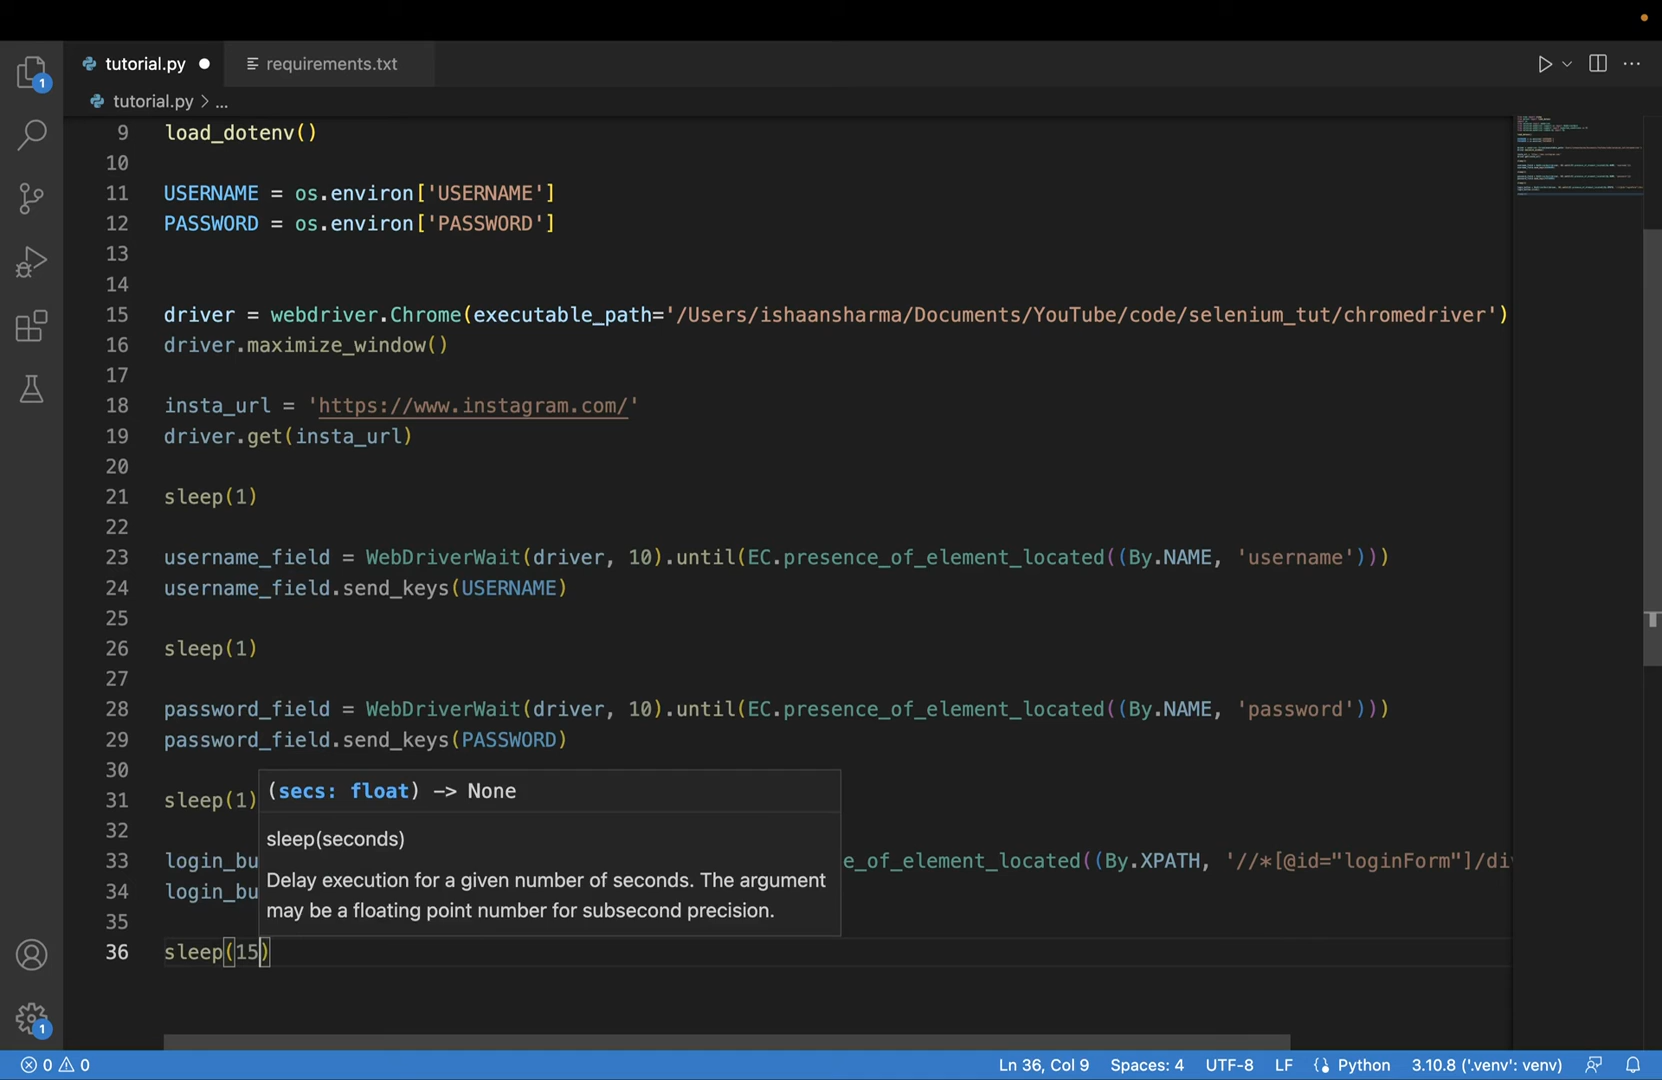 tutorial.py
requirements.txt
tutorial.py > ...
9 load_dotenv()
10
11 USERNAME = os.environ['USERNAME']
12 PASSWORD = os.environ['PASSWORD']
13
14
15 driver = webdriver.Chrome(executable_path='/Users/ishaansharma/Documents/YouTube/code/selenium_tut/chromedriver')
16 driver.maximize_window()
17
18 insta_url = 'https://www.instagram.com/'
19 driver.get(insta_url)
20
21 sleep(1)
22
23 username_field = WebDriverWait(driver, 10).until(EC.presence_of_element_located((By.NAME, 'username')))
24 username_field.send_keys(USERNAME)
25
26 sleep(1)
27
28 password_field = WebDriverWait(driver, 10).until(EC.presence_of_element_located((By.NAME, 'password')))
29 password_field.send_keys(PASSWORD)
30
31 sleep(1)
(secs: float) -> None
32
sleep(seconds)
33 login_bu e_of_element_located((By.XPATH, '//*[@id="loginForm"]/di
Delay execution for a given number of seconds. The argument
34 login_bu
may be a floating point number for subsecond precision.
35
36 sleep(15)
1
1
0 0
Ln 36, Col 9
Spaces: 4
UTF-8
LF
Python
3.10.8 ('.venv': venv)